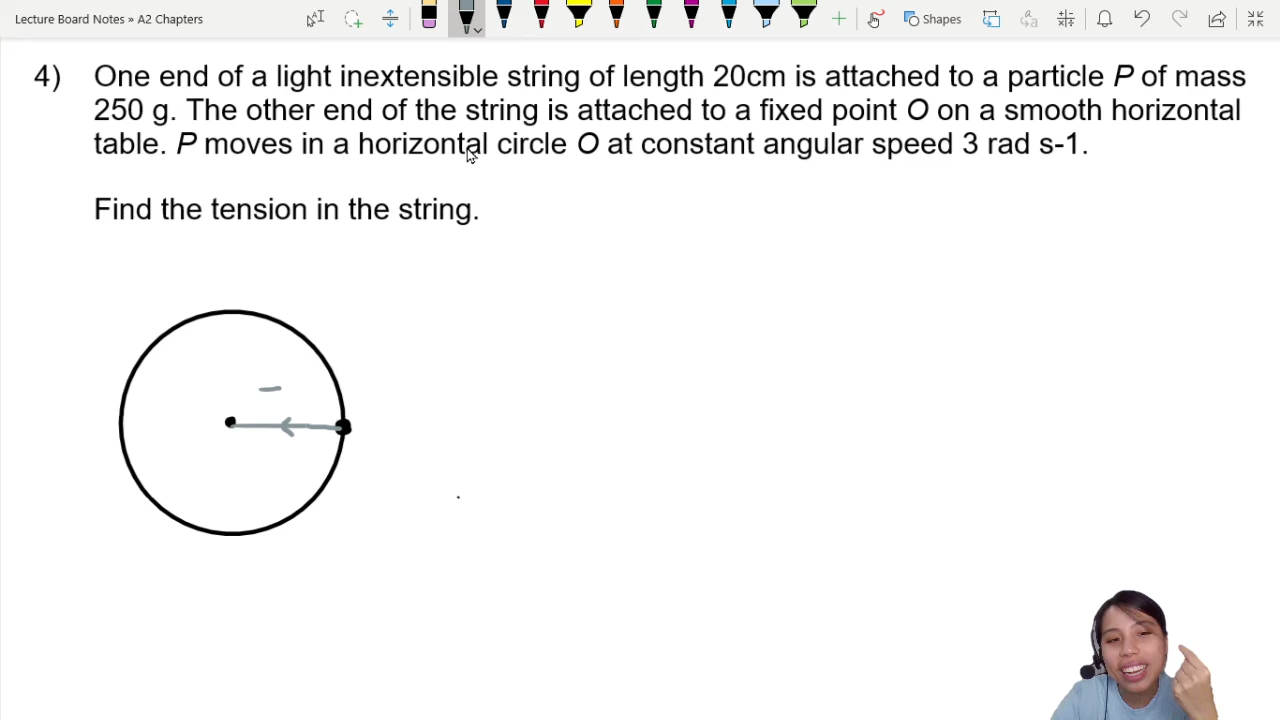 Lecture Board Notes » A2 Chapters
Shapes
4) One end of a light inextensible string of length 20cm is attached to a particle P of mass
250 g. The other end of the string is attached to a fixed point O on a smooth horizontal
table. P moves in a horizontal circle O at constant angular speed 3 rad s-1.
Find the tension in the string.